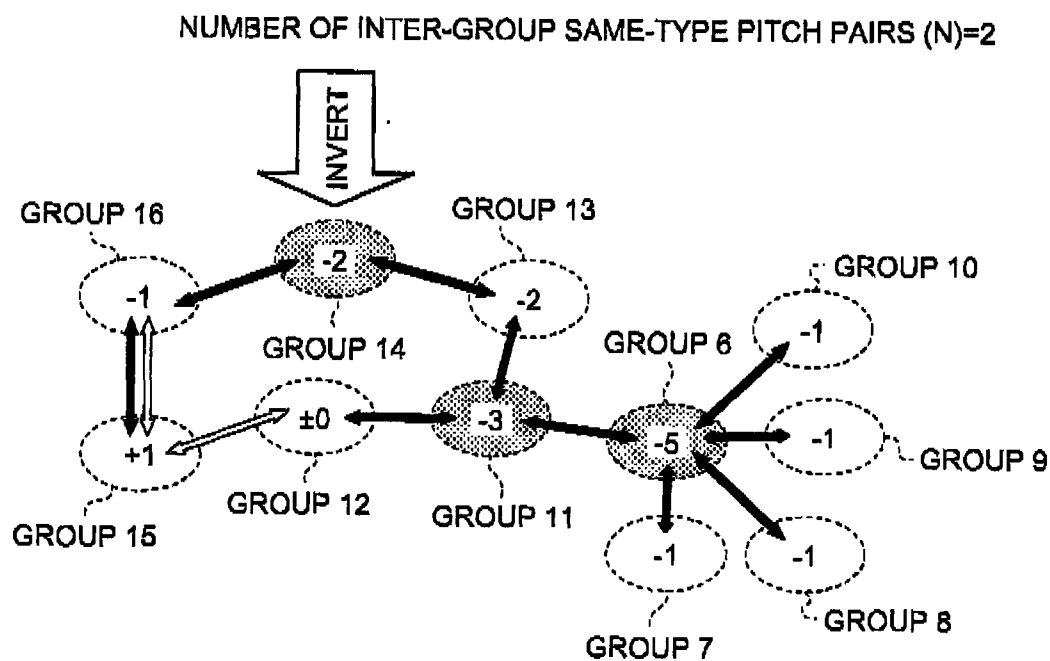 NUMBER OF INTER-GROUP SAME-TYPE PITCH PAIRS (N)=2
INVERT
GROUP 16
GROUP 13
-2
GROUP 10
-1
-2
GROUP 14
GROUP 6
-1
±0
-3
-5
-1
+1
GROUP 9
GROUP 12
GROUP 11
GROUP 15
-1
-1
GROUP 7
GROUP 8